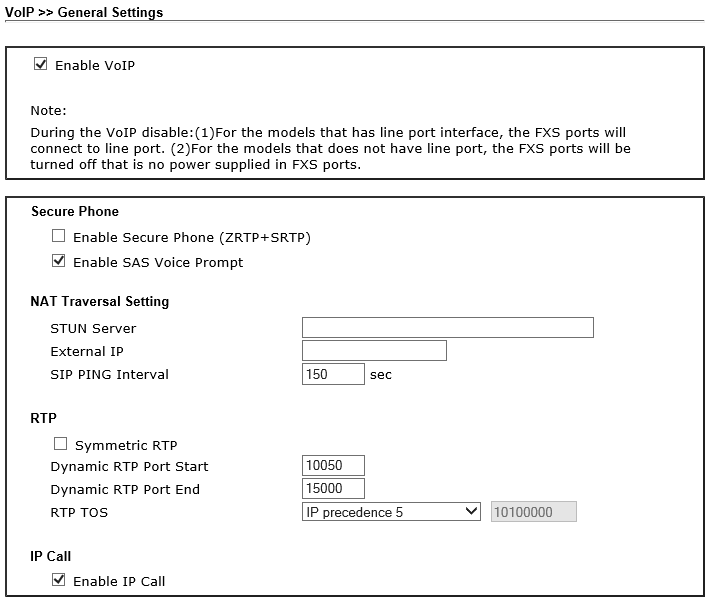 VoIP >> General Settings
Enable VoIP
Note:
During the VoIP disable:(1)For the models that has line port interface, the FXS ports will
connect to line port. (2)For the models that does not have line port, the FXS ports will be
turned off that is no power supplied in FXS ports.
Secure Phone
Enable Secure Phone (ZRTP+SRTP)
Enable SAS Voice Prompt
NAT Traversal Setting
STUN Server
External IP
SIP PING Interval 150 sec
RTP
Symmetric RTP
Dynamic RTP Port Start 10050
Dynamic RTP Port End 15000
RTP TOS IP precedence 5 10100000
IP Call
Enable IP Call